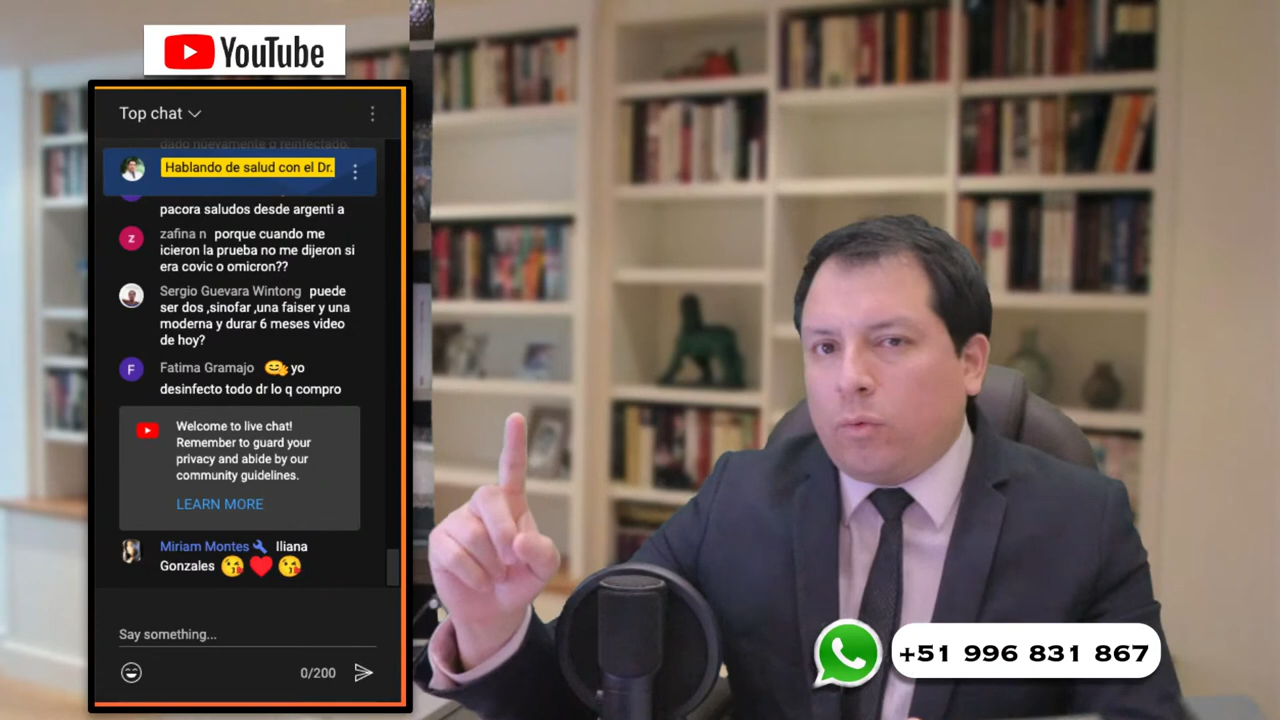 YouTube
Top chat
dado nuevamente o reinfectado.
Hablando de salud con el Dr.
pacora saludos desde argenti a
zafina n porque cuando me
icieron la prueba no me dijeron si
era covic o omicron??
Sergio Guevara Wintong puede
ser dos ,sinofar ,una faiser y una
moderna y durar 6 meses video
de hoy?
Fatima Gramajo yo
desinfecto todo dr lo q compro
Welcome to live chat!
Remember to guard your
privacy and abide by our
community guidelines.
LEARN MORE
Miriam Montes Iliana
Gonzales
Say something...
0/200
+51 996 831 867